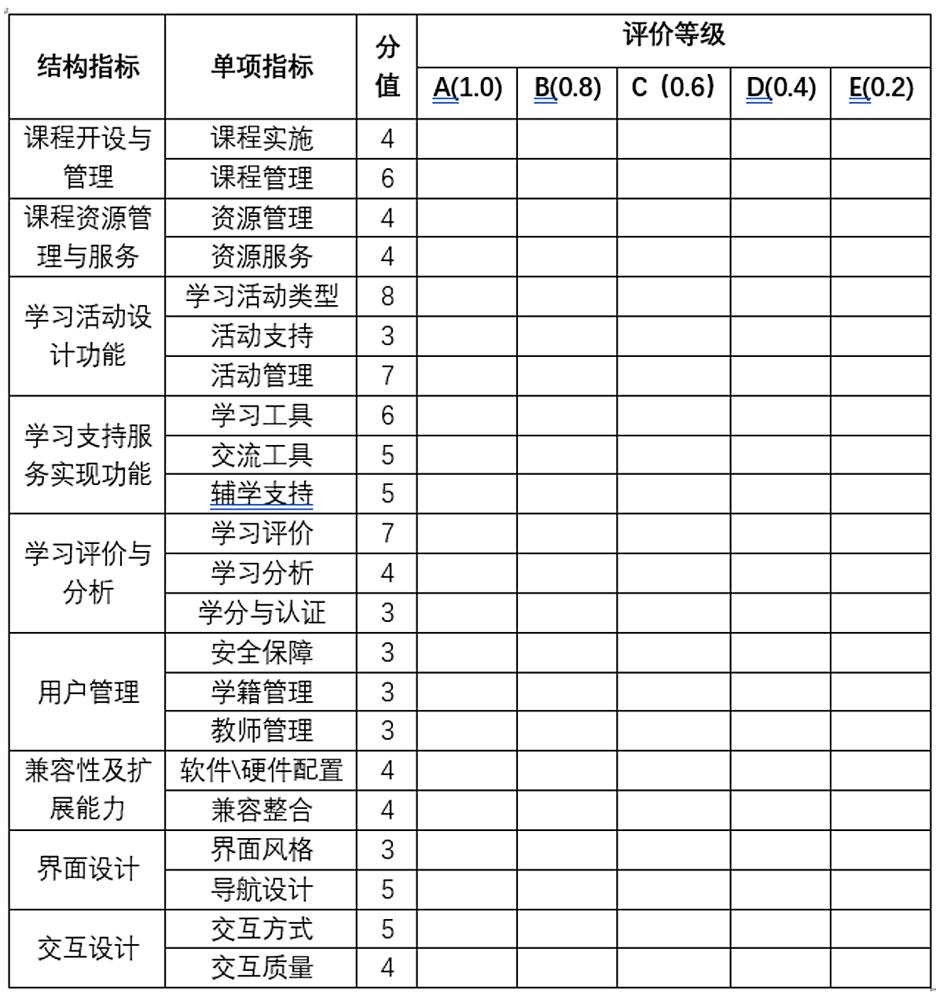 结构指标 单项指标 分值 评价等级
A(1.0) B(0.8) C（0.6） D(0.4) E(0.2)
课程开设与管理 课程实施 4
课程管理 6
课程资源管理与服务 资源管理 4
资源服务 4
学习活动设计功能 学习活动类型 8
活动支持 3
活动管理 7
学习支持服务实现功能 学习工具 6
交流工具 5
辅学支持 5
学习评价与分析 学习评价 7
学习分析 4
学分与认证 3
用户管理 安全保障 3
学籍管理 3
教师管理 3
兼容性及扩展能力 软件\硬件配置 4
兼容整合 4
界面设计 界面风格 3
导航设计 5
交互设计 交互方式 5
交互质量 4